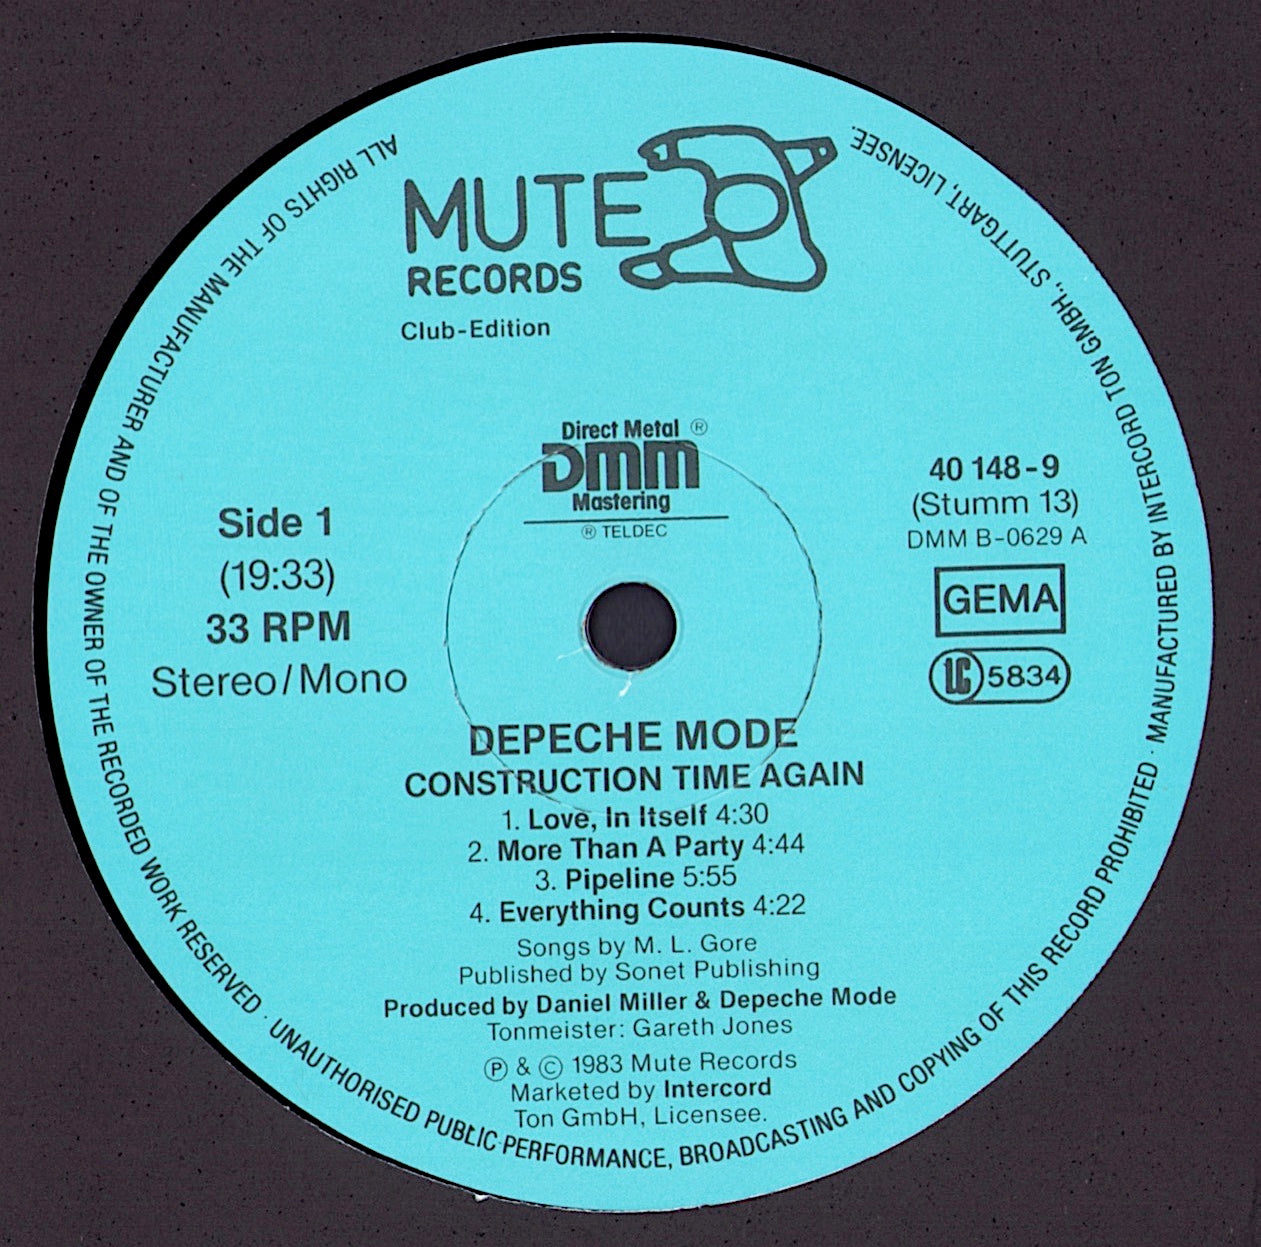 MUTE
RECORDS
Club-Edition
Direct Metal ®
DMM
Mastering
® TELDEC
Side 1
(19:33)
33 RPM
Stereo/Mono
40 148-9
(Stumm 13)
DMM B-0629 A
GEMA
LC 5834
DEPECHE MODE
CONSTRUCTION TIME AGAIN
1. Love, In Itself 4:30
2. More Than A Party 4:44
3. Pipeline 5:55
4. Everything Counts 4:22
Songs by M. L. Gore
Published by Sonet Publishing
Produced by Daniel Miller & Depeche Mode
Tonmeister: Gareth Jones
℗ & © 1983 Mute Records
Marketed by Intercord
Ton GmbH, Licensee.
ALL RIGHTS OF THE MANUFACTURER AND OF THE OWNER OF THE RECORDED WORK RESERVED · UNAUTHORISED PUBLIC PERFORMANCE, BROADCASTING AND COPYING OF THIS RECORD PROHIBITED · MANUFACTURED BY INTERCORD TON GMBH., STUTTGART, LICENSEE.